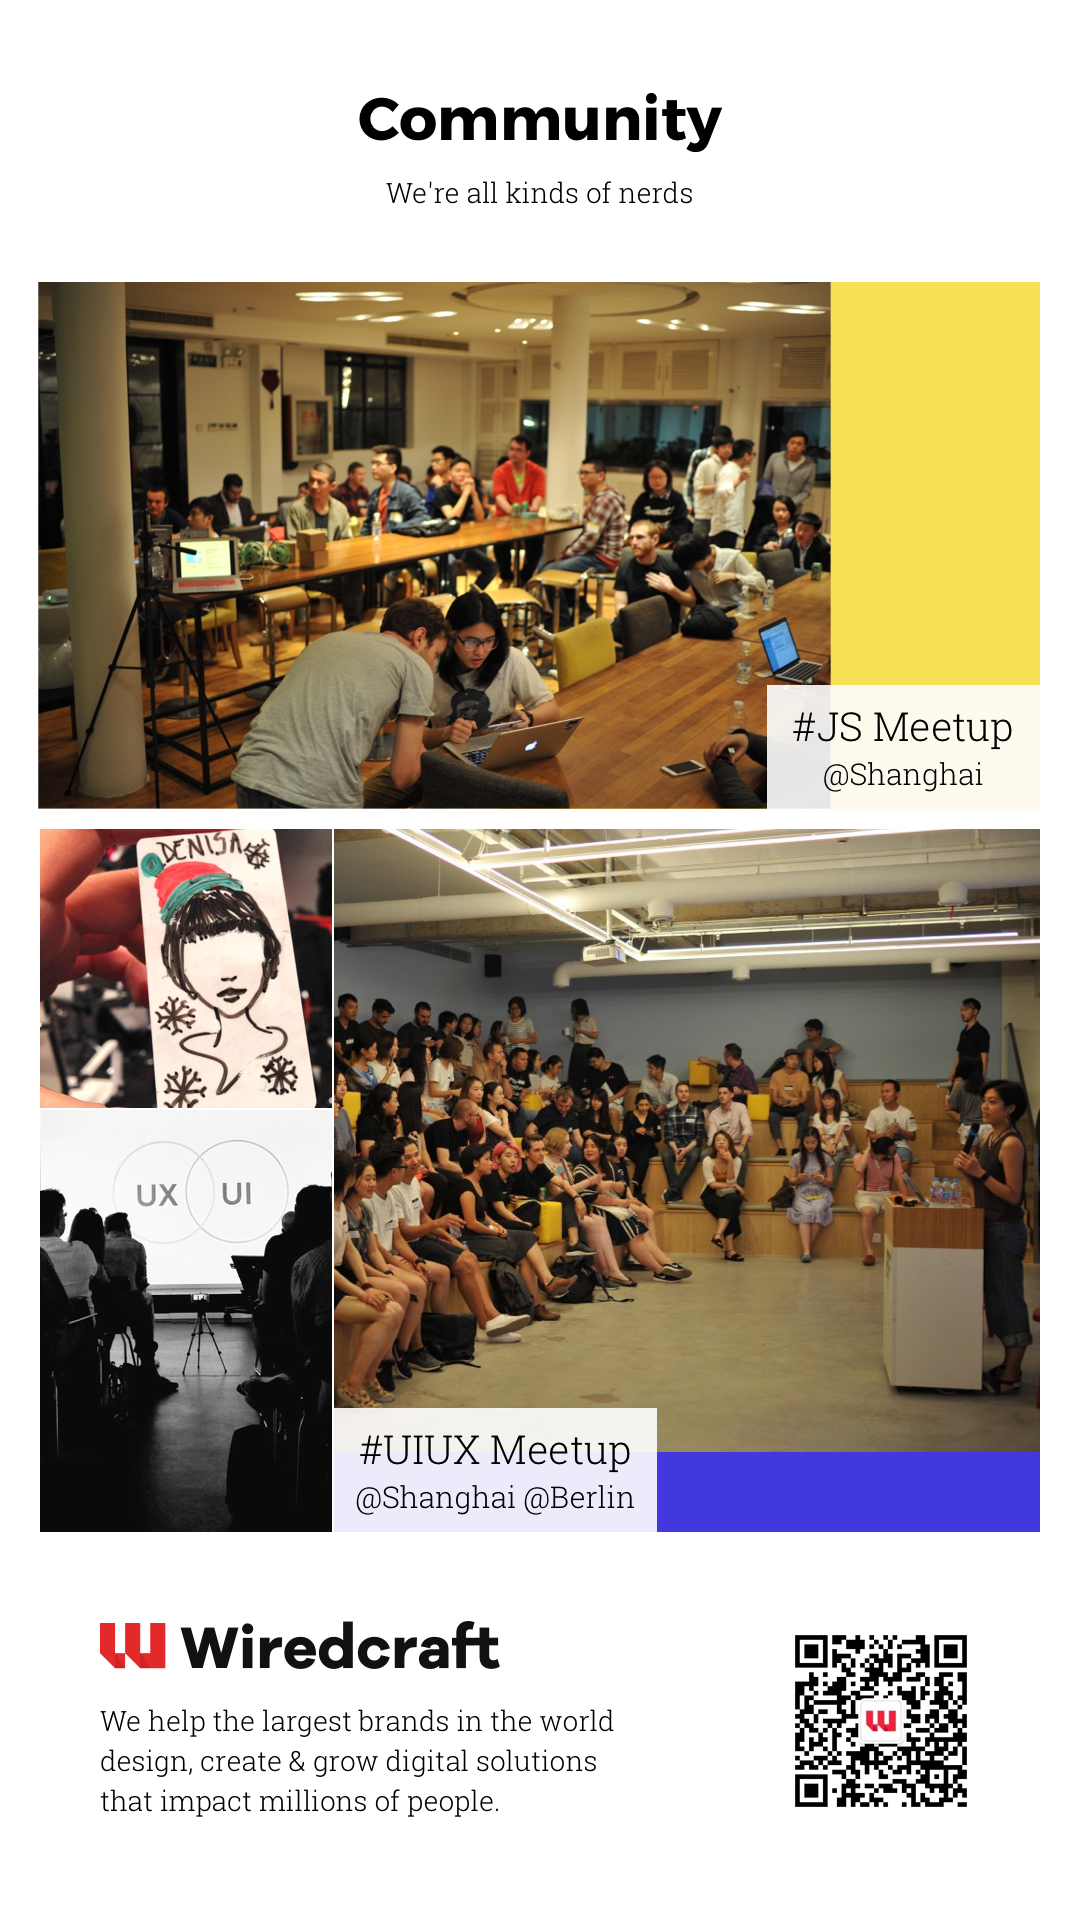 Community
We're all kinds of nerds
#JS Meetup
@Shanghai
DENISA
UX UI
#UIUX Meetup
@Shanghai @Berlin
Wiredcraft
We help the largest brands in the world
design, create & grow digital solutions
that impact millions of people.